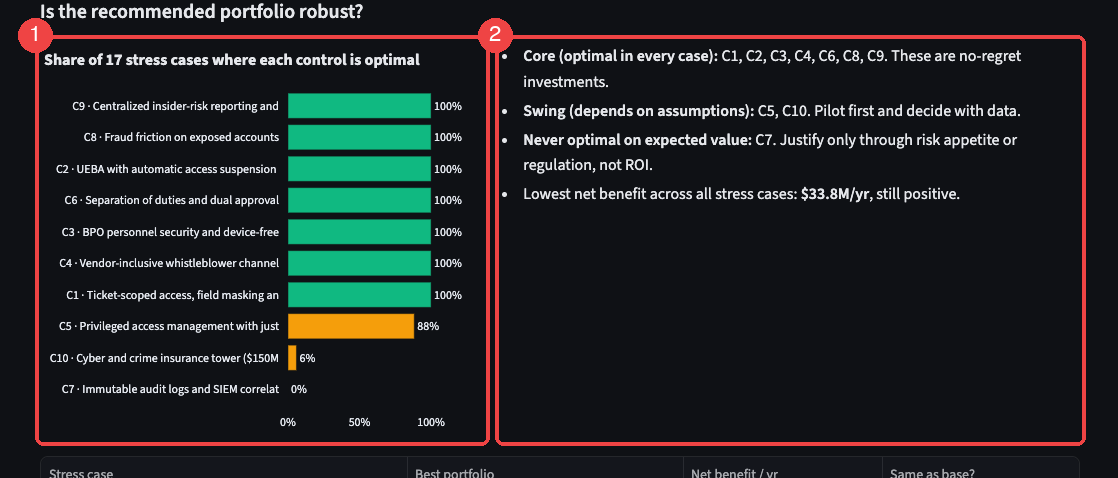 Is the recommended portfolio robust?
1
2
Share of 17 stress cases where each control is optimal
C9 · Centralized insider-risk reporting and 100%
C8 · Fraud friction on exposed accounts 100%
C2 · UEBA with automatic access suspension 100%
C6 · Separation of duties and dual approval 100%
C3 · BPO personnel security and device-free 100%
C4 · Vendor-inclusive whistleblower channel 100%
C1 · Ticket-scoped access, field masking an 100%
C5 · Privileged access management with just 88%
C10 · Cyber and crime insurance tower ($150M 6%
C7 · Immutable audit logs and SIEM correlat 0%
0% 50% 100%
• Core (optimal in every case): C1, C2, C3, C4, C6, C8, C9. These are no-regret
investments.
• Swing (depends on assumptions): C5, C10. Pilot first and decide with data.
• Never optimal on expected value: C7. Justify only through risk appetite or
regulation, not ROI.
• Lowest net benefit across all stress cases: $33.8M/yr, still positive.
Stress case Best portfolio Net benefit / yr Same as base?